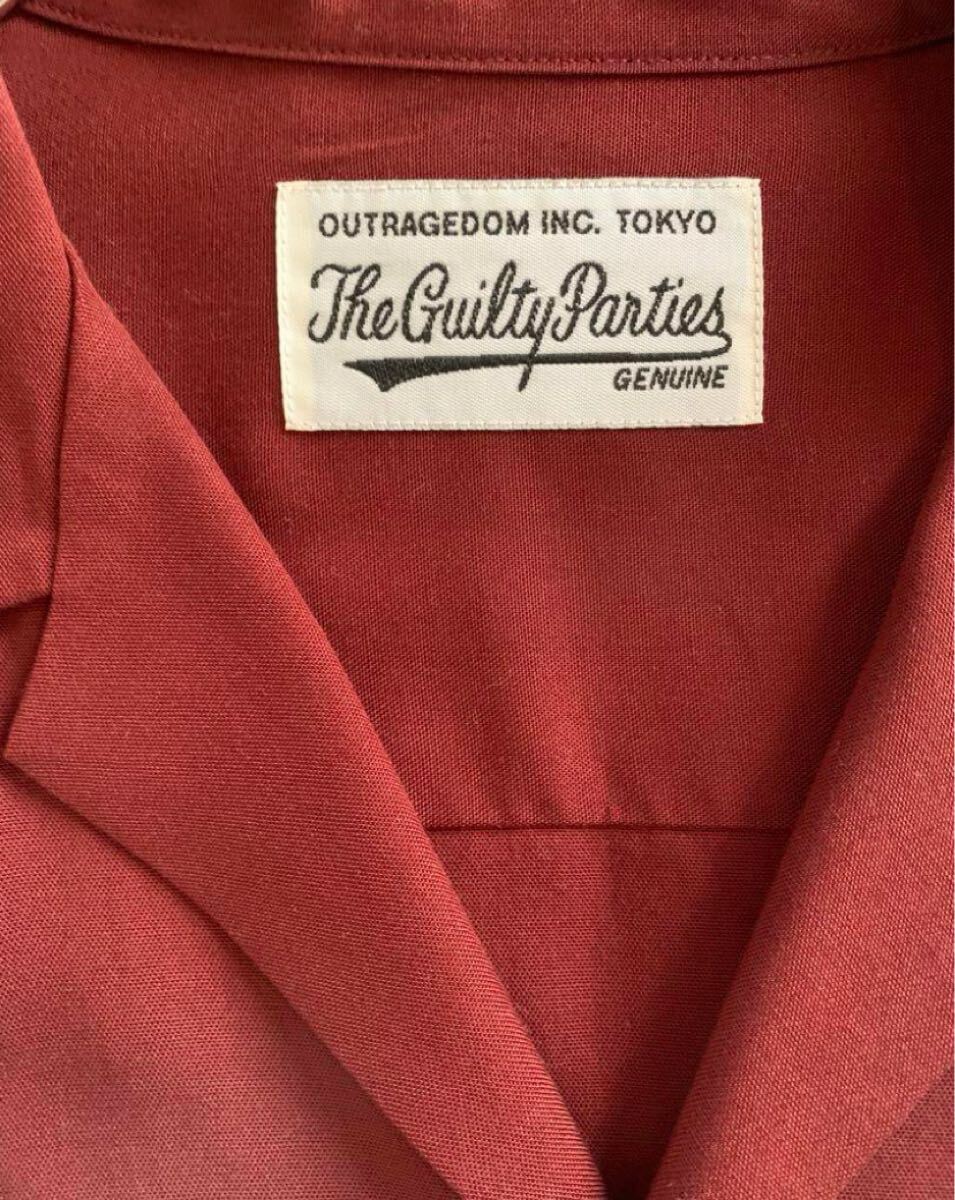 OUTRAGEDOM INC. TOKYO
The Guilty Parties
GENUINE